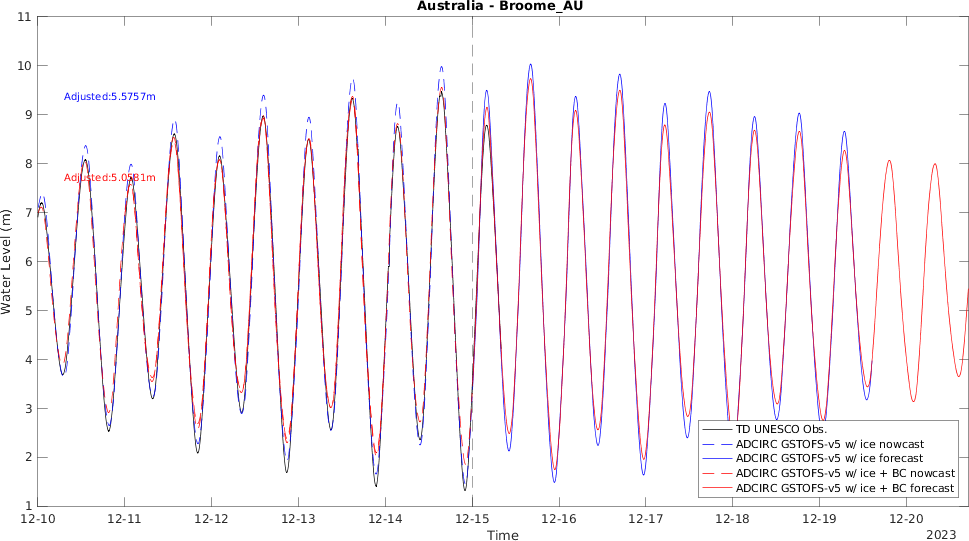 Australia - Broome_AU
11
10
9
8
7
6
5
4
3
2
1
Water Level (m)
Adjusted:5.5757m
Adjusted:5.0581m
TD UNESCO Obs.
ADCIRC GSTOFS-v5 w/ ice nowcast
ADCIRC GSTOFS-v5 w/ ice forecast
ADCIRC GSTOFS-v5 w/ ice + BC nowcast
ADCIRC GSTOFS-v5 w/ ice + BC forecast
12-10 12-11 12-12 12-13 12-14 12-15 12-16 12-17 12-18 12-19 12-20
Time
2023